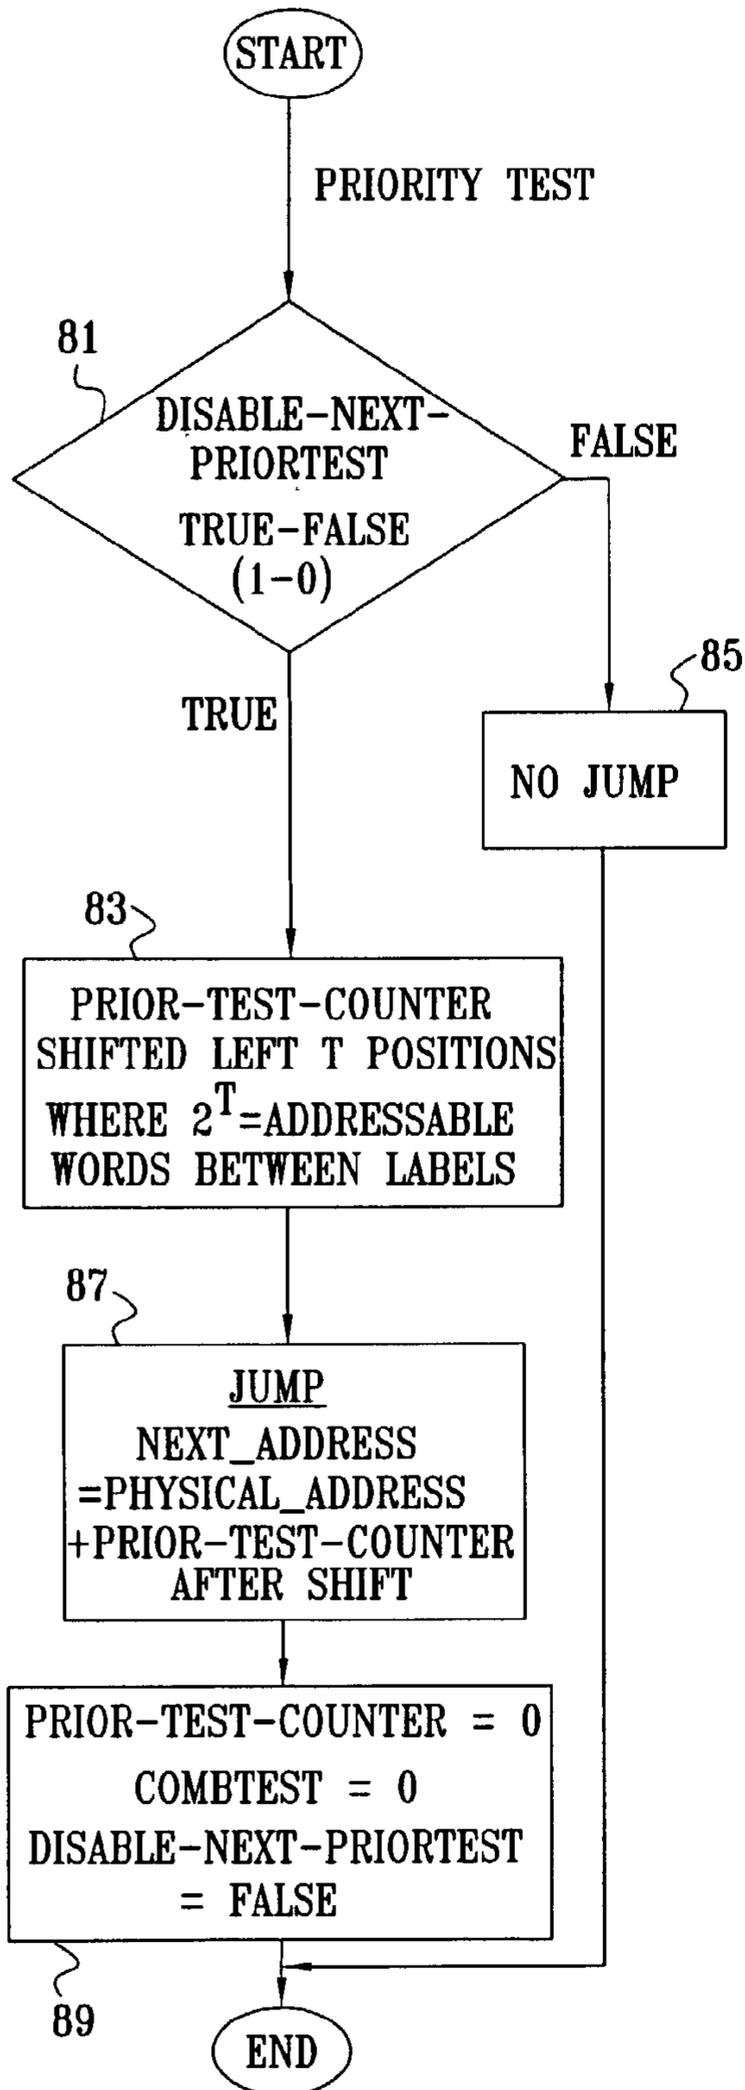 START
PRIORITY TEST
81
DISABLE-NEXT-
PRIORTEST
TRUE-FALSE
(1-0)
FALSE
TRUE
85
NO JUMP
83
PRIOR-TEST-COUNTER
SHIFTED LEFT T POSITIONS
WHERE 2^T=ADDRESSABLE
WORDS BETWEEN LABELS
87
JUMP
NEXT_ADDRESS
=PHYSICAL_ADDRESS
+PRIOR-TEST-COUNTER
AFTER SHIFT
PRIOR-TEST-COUNTER = 0
COMBTEST = 0
DISABLE-NEXT-PRIORTEST
= FALSE
89
END